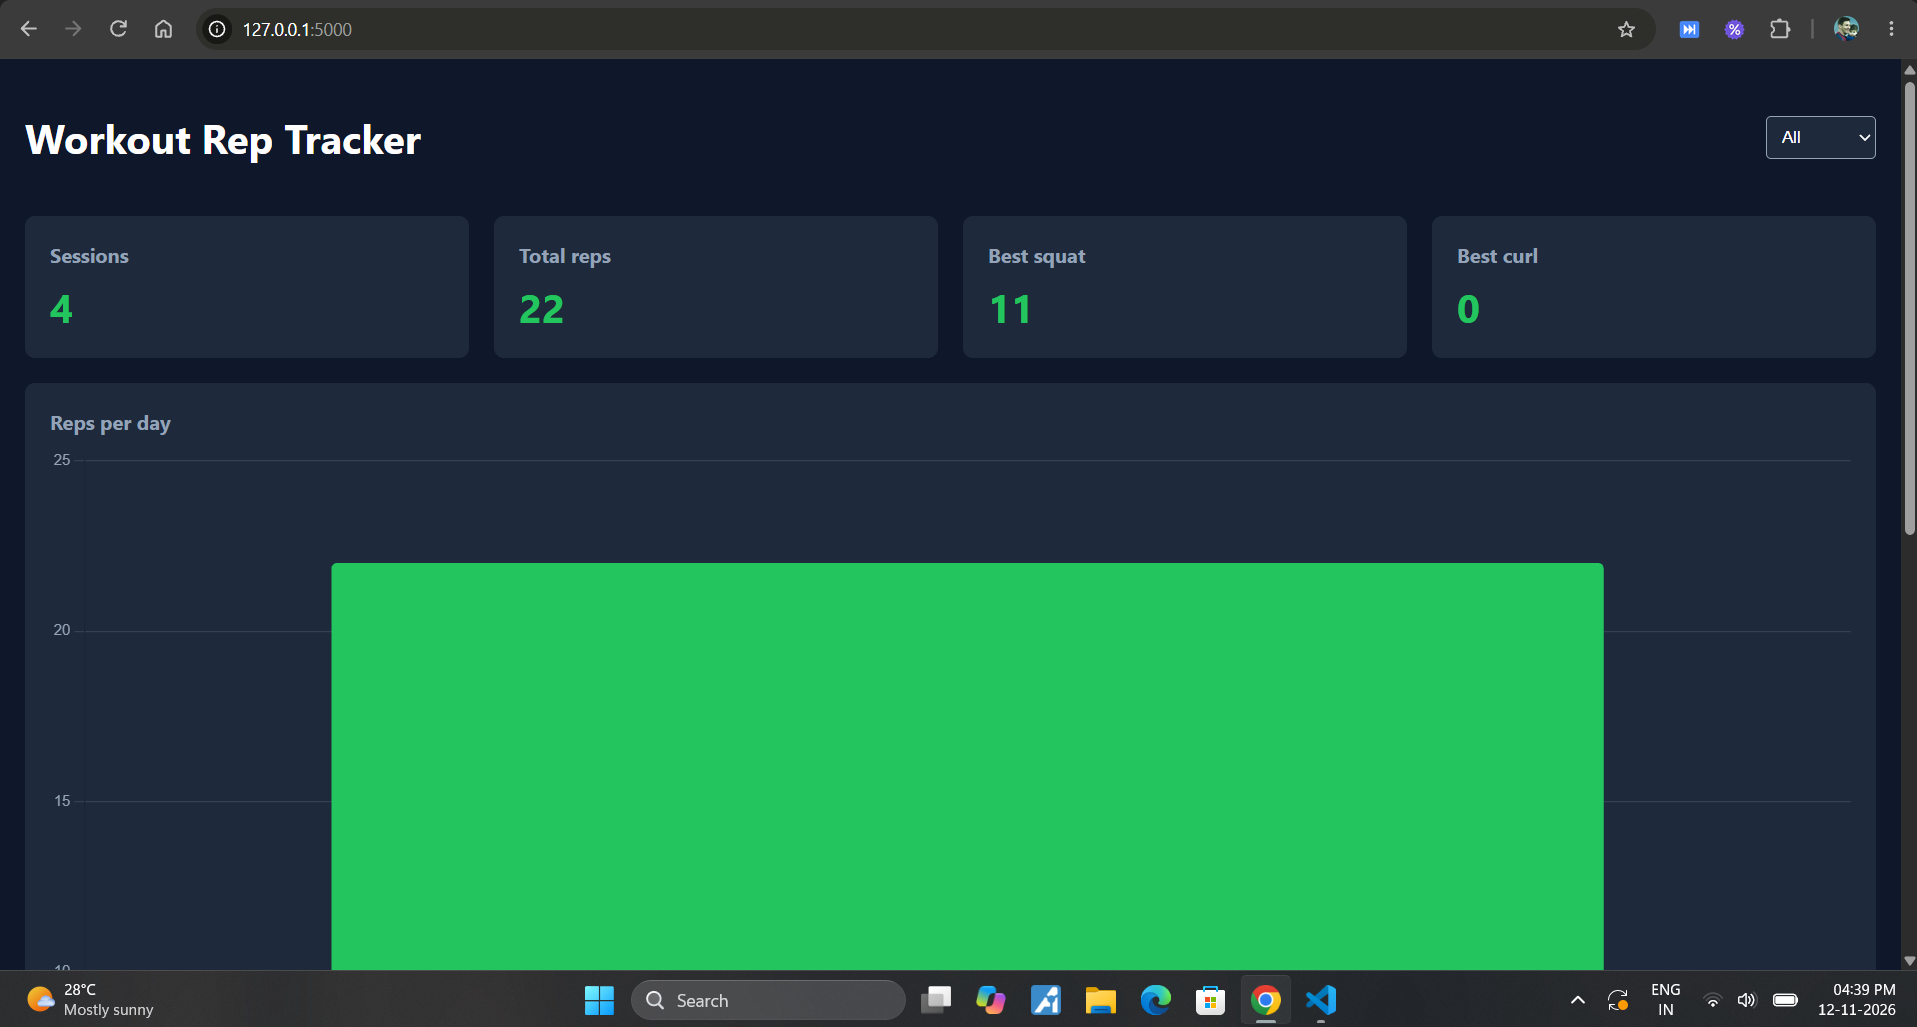 127.0.0.1:5000
Workout Rep Tracker
All
Sessions
4
Total reps
22
Best squat
11
Best curl
0
Reps per day
25
20
15
28°C
Mostly sunny
Search
ENG
IN
04:39 PM
12-11-2026